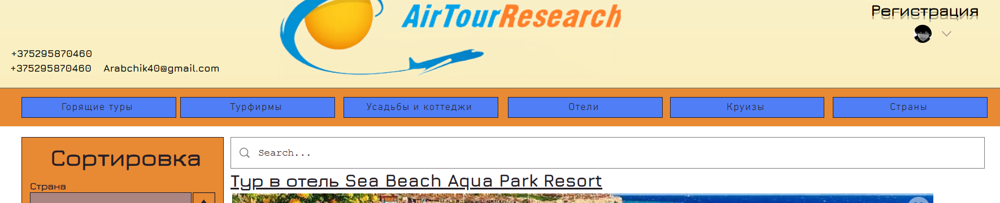 AirTourResearch
Регистрация
+375295870460
+375295870460 Arabchik40@gmail.com
Горящие туры
Турфирмы
Усадьбы и коттеджи
Отели
Круизы
Страны
Сортировка
Search...
Тур в отель Sea Beach Aqua Park Resort
Страна